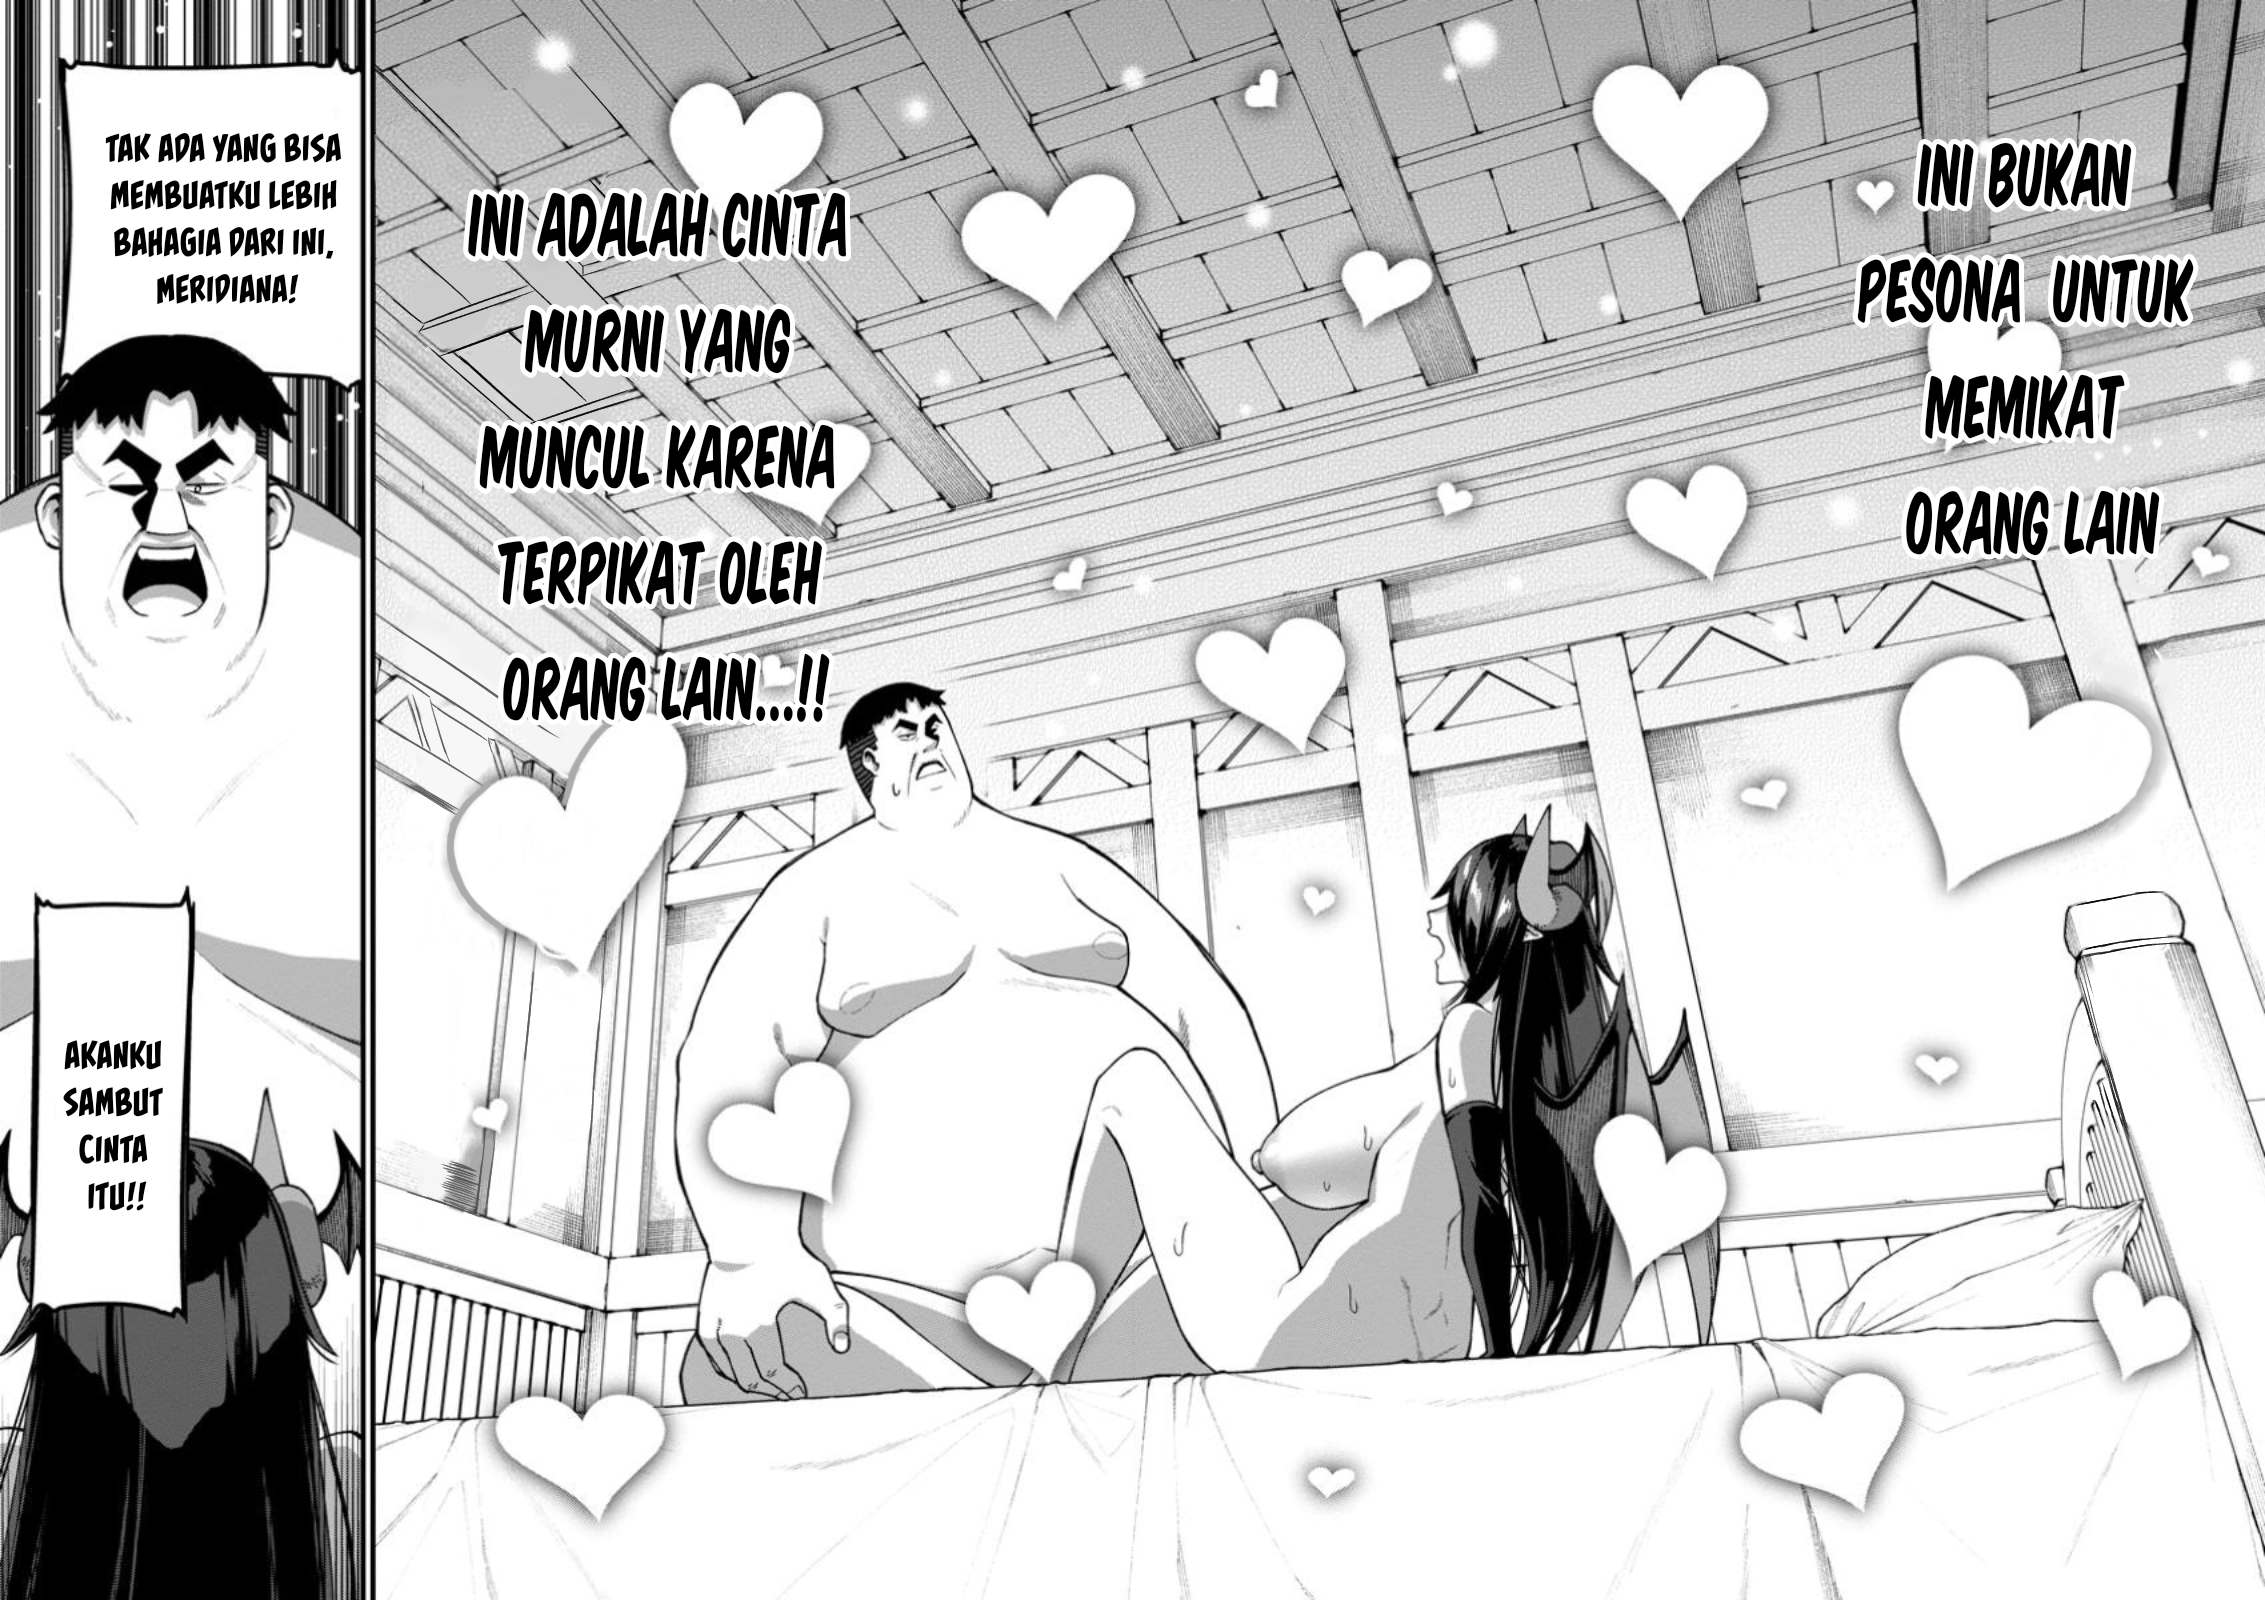 INI BUKAN
PESONA UNTUK
MEMIKAT
ORANG LAIN
INI ADALAH CINTA
MURNI YANG
MUNCUL KARENA
TERPIKAT OLEH
ORANG LAIN...!!
TAK ADA YANG BISA
MEMBUATKU LEBIH
BAHAGIA DARI INI,
MERIDIANA!
AKANKU
SAMBUT
CINTA
ITU!!